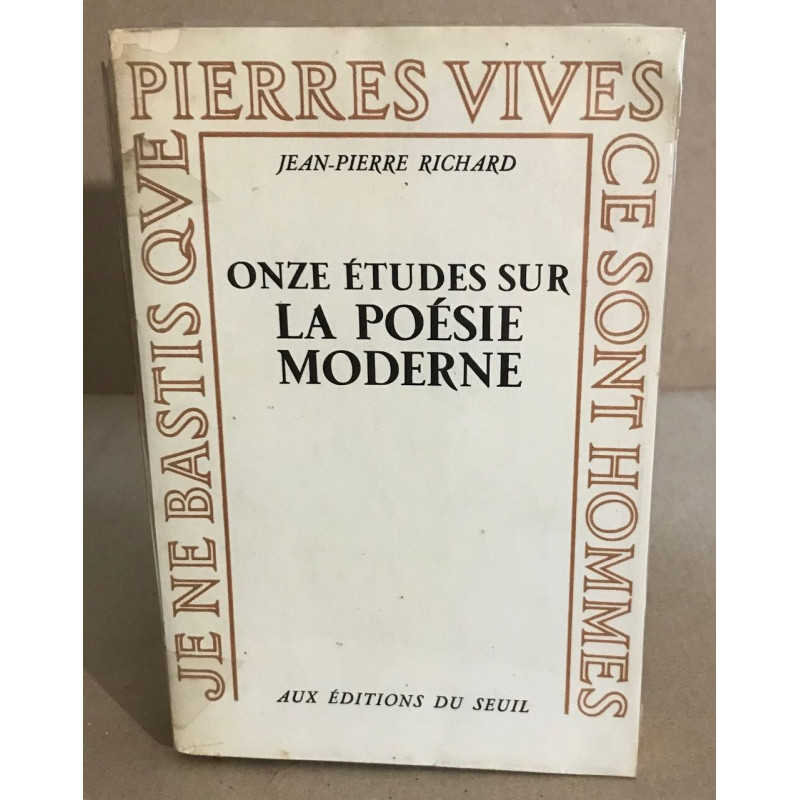 JE NE BASTIS QVE
PIERRES VIVES
CE SONT HOMMES
JEAN-PIERRE RICHARD
ONZE ÉTUDES SUR
LA POÉSIE
MODERNE
AUX ÉDITIONS DU SEUIL